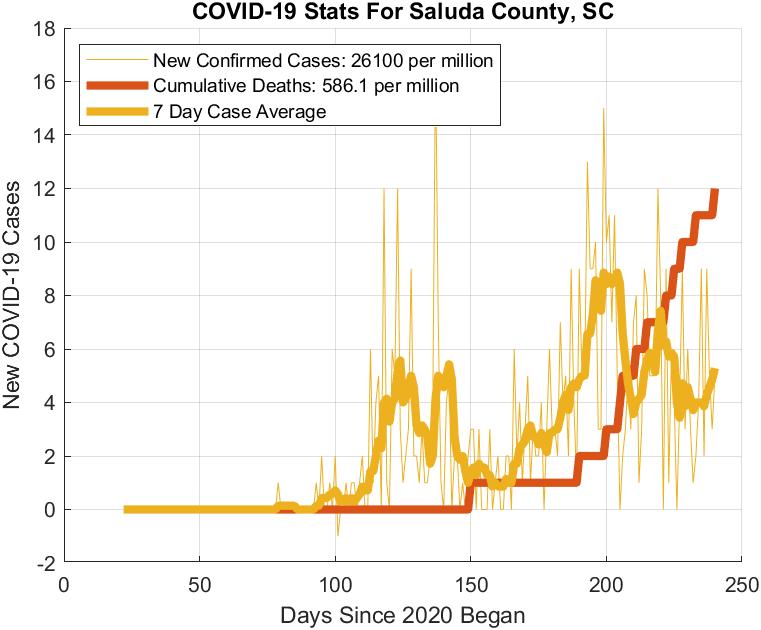 COVID-19 Stats For Saluda County, SC
18
16
14
12
10
8
6
4
2
0
-2
New COVID-19 Cases
New Confirmed Cases: 26100 per million
Cumulative Deaths: 586.1 per million
7 Day Case Average
0 50 100 150 200 250
Days Since 2020 Began